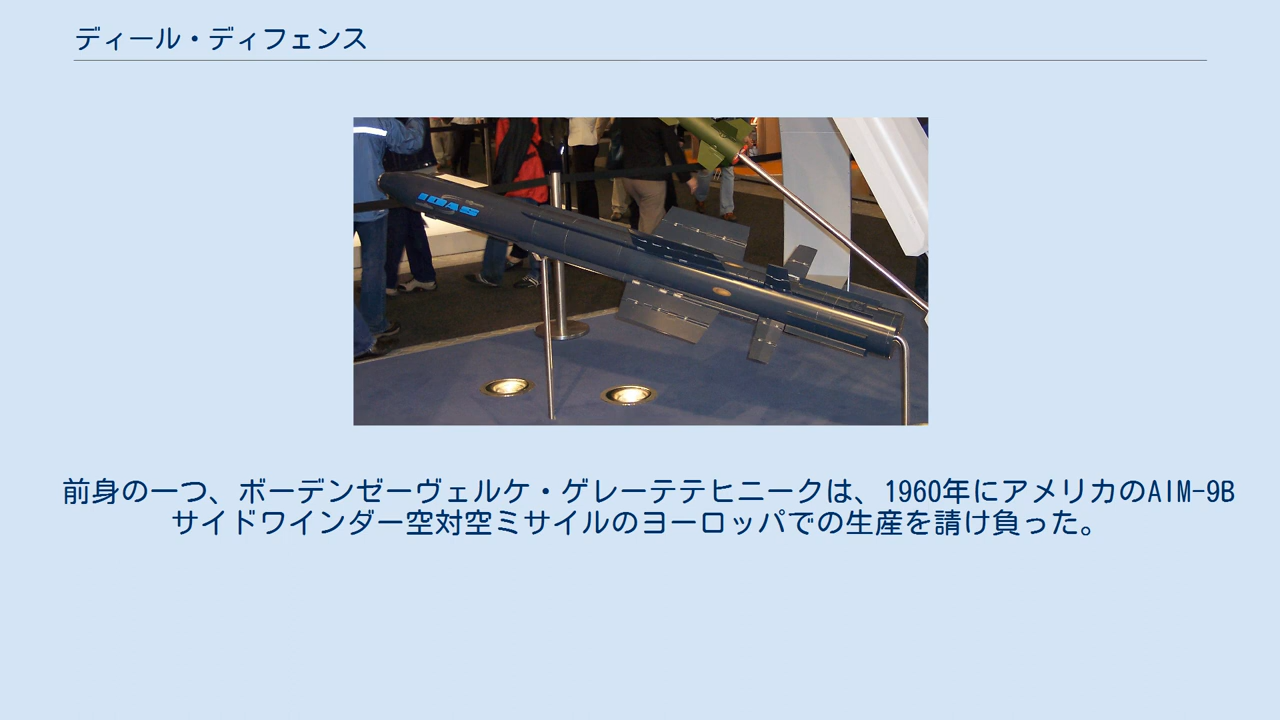 ディール・ディフェンス
IDAS
前身の一つ、ボーデンゼーヴェルケ・ゲレーテテヒニークは、1960年にアメリカのAIM-9B
サイドワインダー空対空ミサイルのヨーロッパでの生産を請け負った。